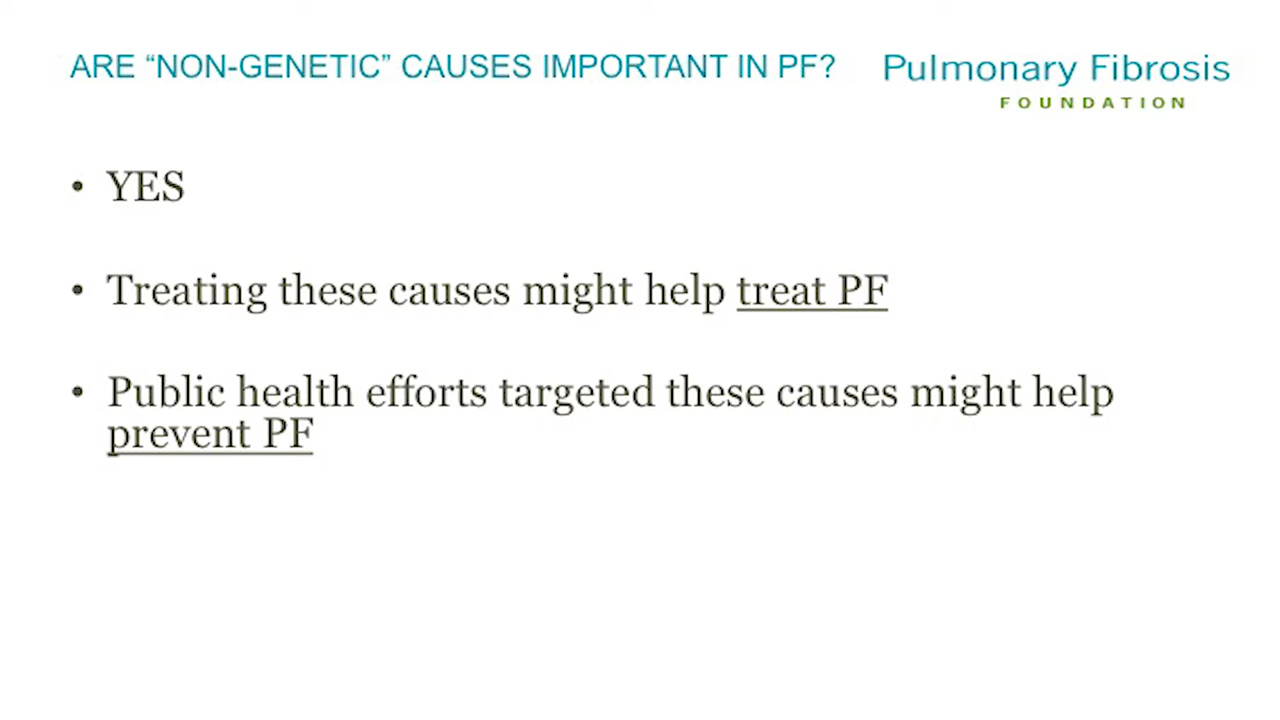 ARE “NON-GENETIC” CAUSES IMPORTANT IN PF?
Pulmonary Fibrosis
FOUNDATION
• YES
• Treating these causes might help treat PF
• Public health efforts targeted these causes might help
prevent PF